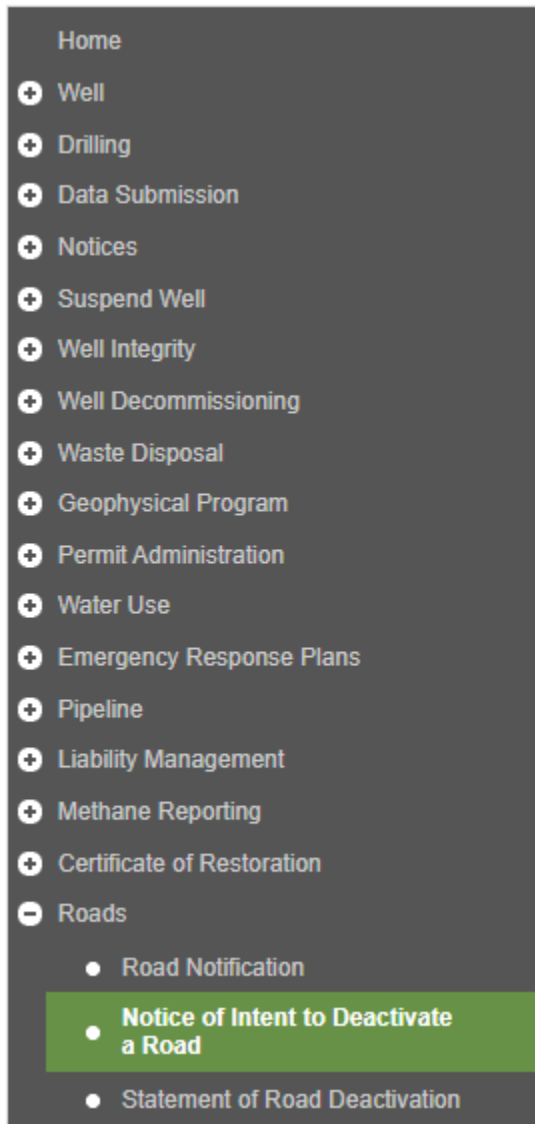 Home
Well
Drilling
Data Submission
Notices
Suspend Well
Well Integrity
Well Decommissioning
Waste Disposal
Geophysical Program
Permit Administration
Water Use
Emergency Response Plans
Pipeline
Liability Management
Methane Reporting
Certificate of Restoration
Roads
Road Notification
Notice of Intent to Deactivate
a Road
Statement of Road Deactivation